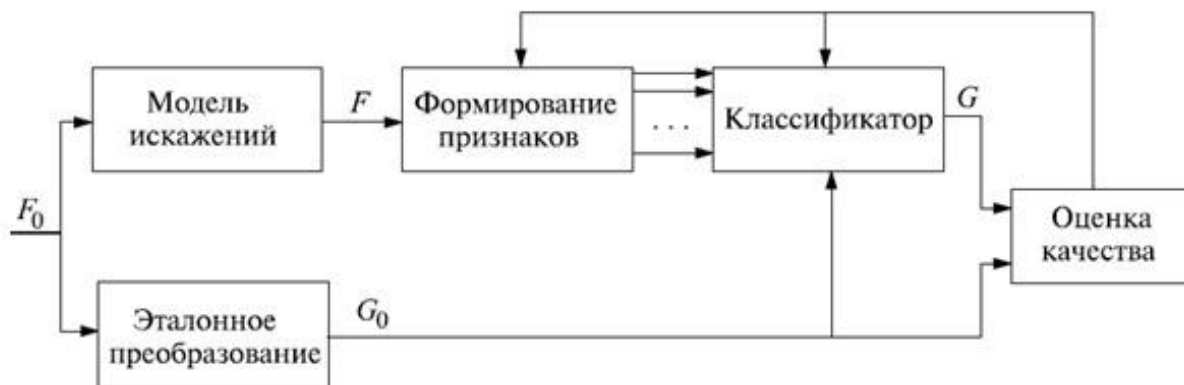 Модель
искажений
F
Формирование
признаков
. . .
Классификатор
G
F₀
Оценка
качества
Эталонное
преобразование
G₀